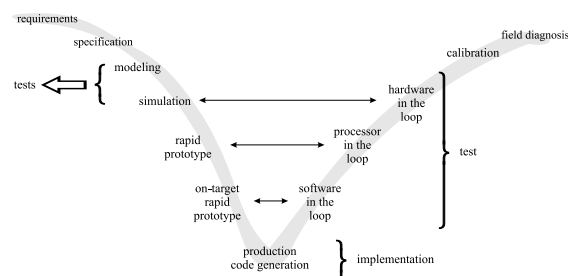 requirements
field diagnosis
specification
calibration
modeling
tests
simulation
hardware
in the
loop
rapid
prototype
processor
in the
loop
test
on-target
rapid
prototype
software
in the
loop
production
code generation
implementation